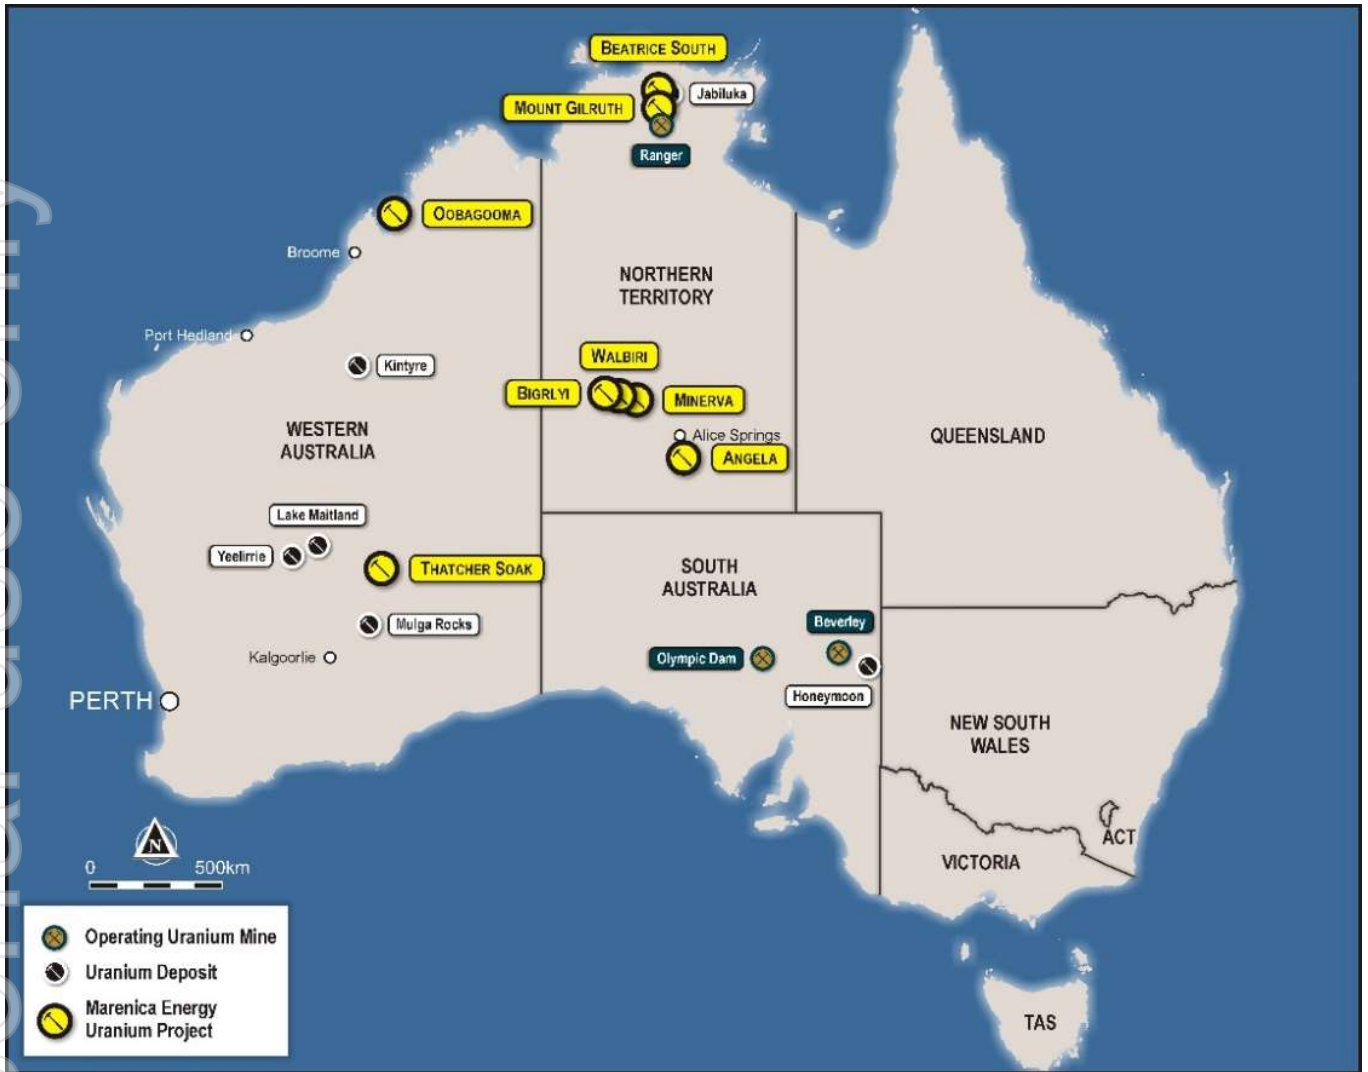 BEATRICE SOUTH
Jabiluka
MOUNT GILRUTH
Ranger
OOBAGOOMA
Broome
NORTHERN
TERRITORY
Port Hedland
Kintyre
WALBIRI
BIGRLYI
MINERVA
WESTERN
AUSTRALIA
Alice Springs
QUEENSLAND
ANGELA
Lake Maitland
Yeelirrie
THATCHER SOAK
SOUTH
AUSTRALIA
Mulga Rocks
Beverley
Kalgoorlie
Olympic Dam
Honeymoon
PERTH
NEW SOUTH
WALES
N
ACT
0 500km
VICTORIA
Operating Uranium Mine
Uranium Deposit
Marenica Energy
Uranium Project
TAS